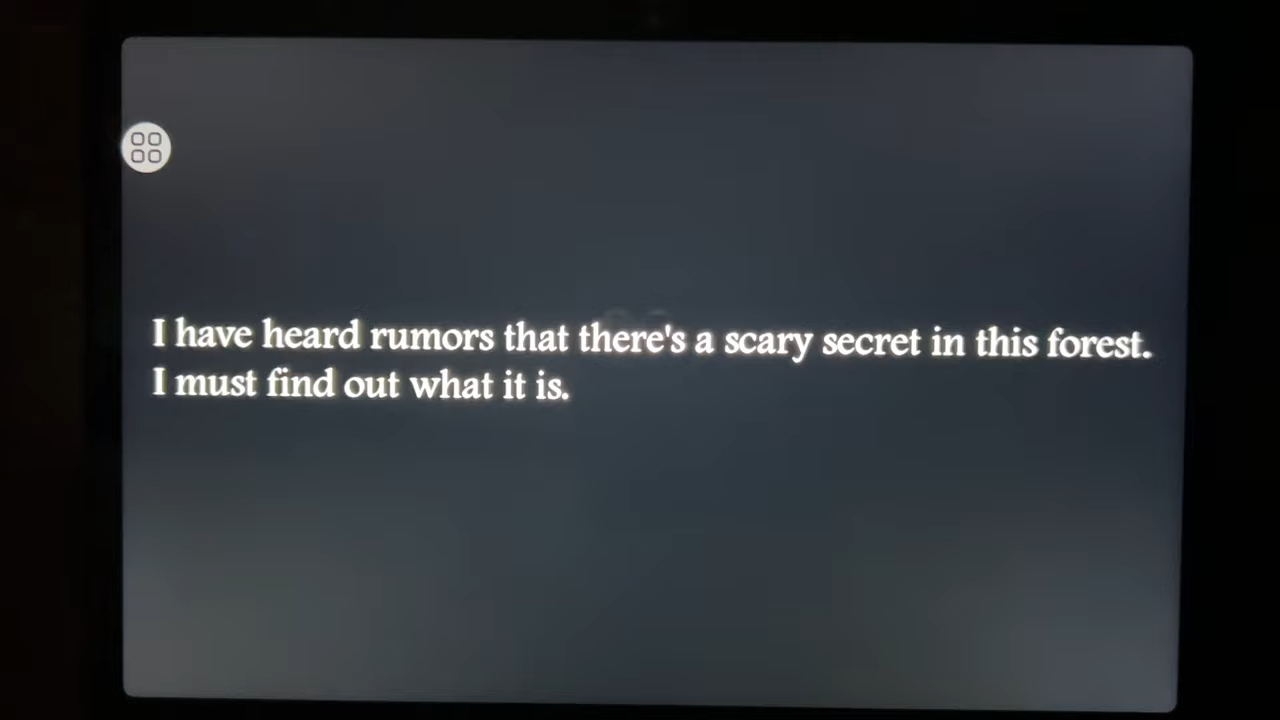 I have heard rumors that there's a scary secret in this forest.
I must find out what it is.